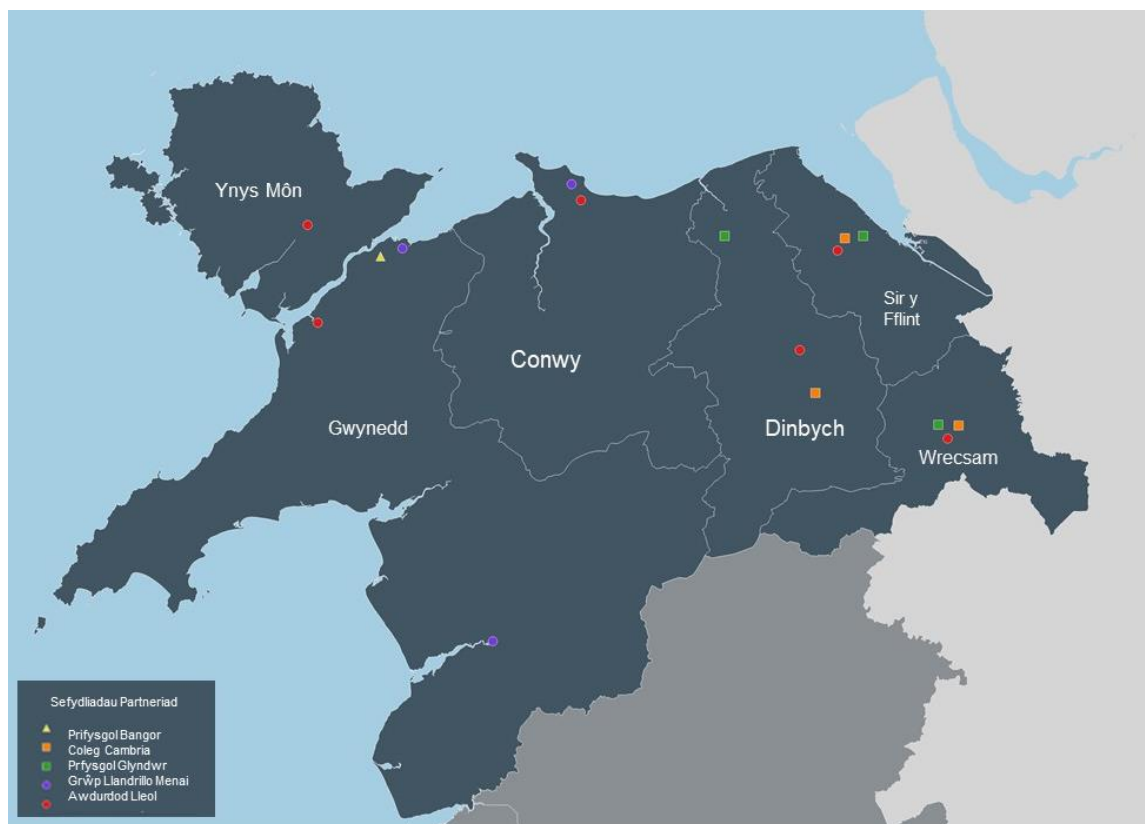 Ynys Môn
Sir y
Fflint
Conwy
Gwynedd
Dinbych
Wrecsam
Sefydliadau Partneriad
Prifysgol Bangor
Coleg Cambria
Prfysgol Glyndwr
Grŵp Llandrillo Menai
Awdurdod Lleol